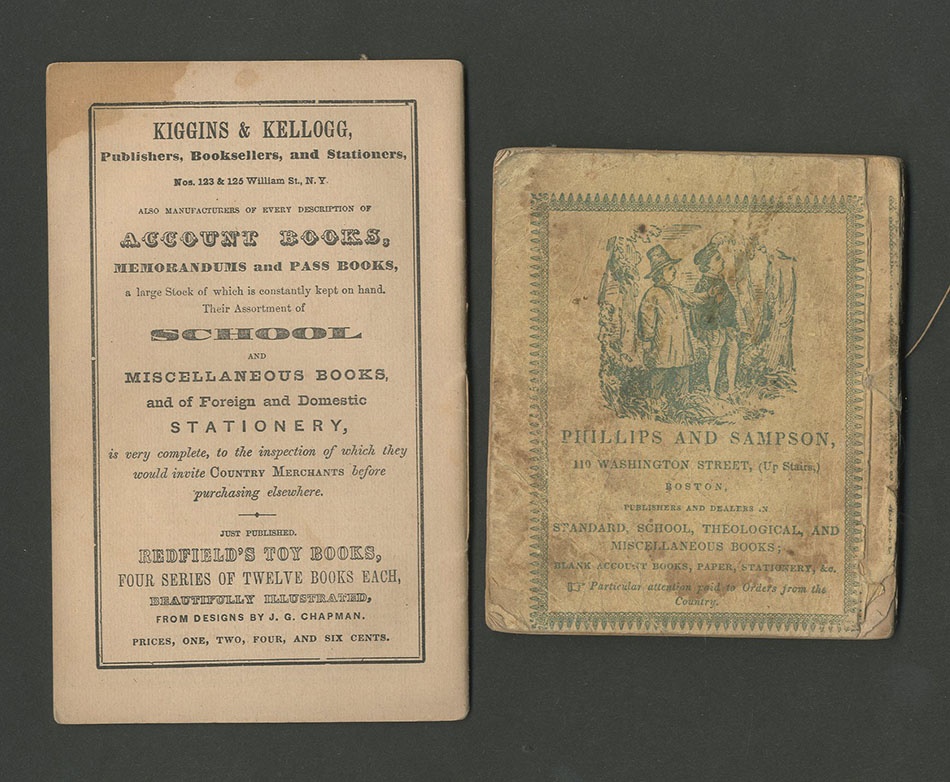 KIGGINS & KELLOGG,
Publishers, Booksellers, and Stationers,
Nos. 123 & 125 William St., N.Y.
ALSO MANUFACTURERS OF EVERY DESCRIPTION OF
ACCOUNT BOOKS,
MEMORANDUMS and PASS BOOKS,
a large Stock of which is constantly kept on hand.
Their Assortment of
SCHOOL
AND
MISCELLANEOUS BOOKS,
and of Foreign and Domestic
STATIONERY,
is very complete, to the inspection of which they
would invite COUNTRY MERCHANTS before
purchasing elsewhere.
JUST PUBLISHED.
REDFIELD'S TOY BOOKS,
FOUR SERIES OF TWELVE BOOKS EACH,
BEAUTIFULLY ILLUSTRATED,
FROM DESIGNS BY J. G. CHAPMAN.
PRICES, ONE, TWO, FOUR, AND SIX CENTS.
PHILLIPS AND SAMPSON,
110 WASHINGTON STREET, (Up Stairs,)
BOSTON,
PUBLISHERS AND DEALERS IN
STANDARD, SCHOOL, THEOLOGICAL, AND
MISCELLANEOUS BOOKS;
BLANK ACCOUNT BOOKS, PAPER, STATIONERY, &c.
☞ Particular attention paid to Orders from the
Country.